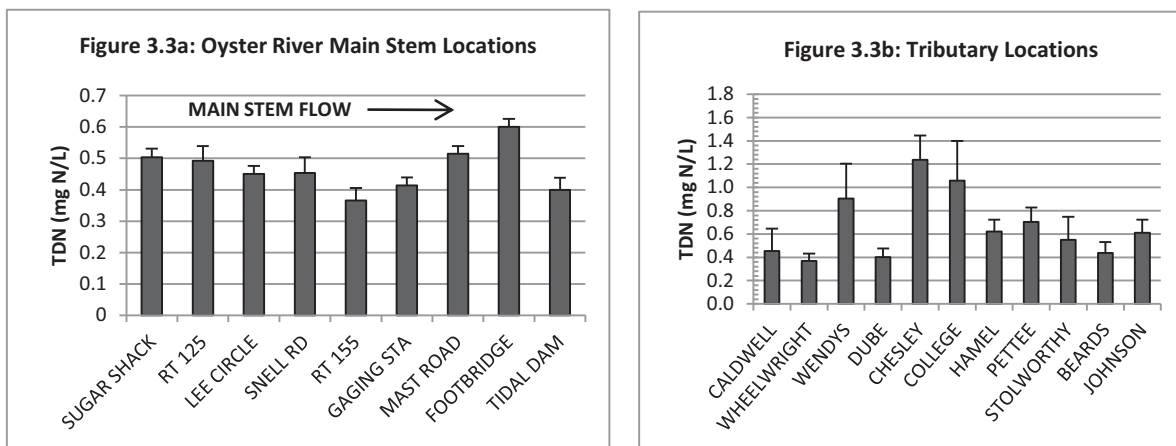 Figure 3.3a: Oyster River Main Stem Locations
MAIN STEM FLOW
TDN (mg N/L)
0.7
0.6
0.5
0.4
0.3
0.2
0.1
0
SUGAR SHACK
RT 125
LEE CIRCLE
SNELL RD
RT 155
GAGING STA
MAST ROAD
FOOTBRIDGE
TIDAL DAM
Figure 3.3b: Tributary Locations
TDN (mg N/L)
1.8
1.6
1.4
1.2
1.0
0.8
0.6
0.4
0.2
0.0
CALDWELL
WHEELWRIGHT
WENDYS
DUBE
CHESLEY
COLLEGE
HAMEL
PETTEE
STOLWORTHY
BEARDS
JOHNSON